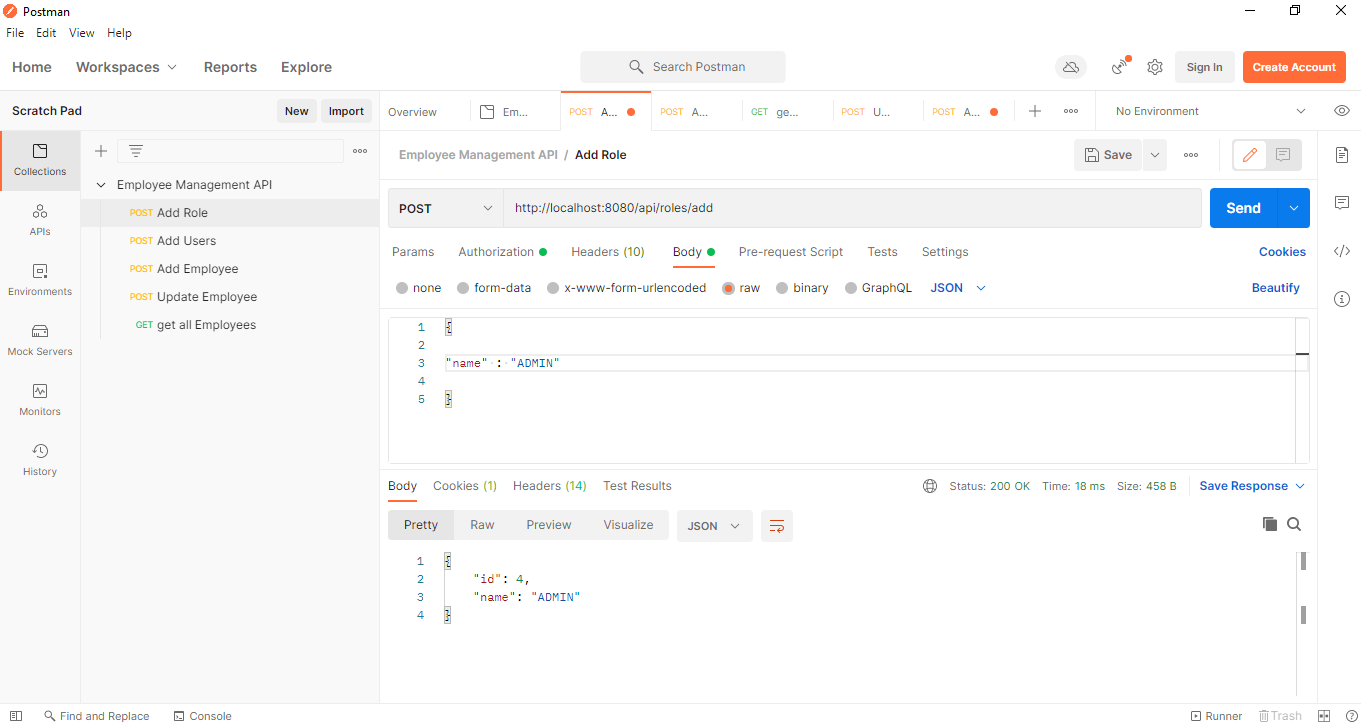 Postman
File Edit View Help
Home Workspaces Reports Explore Search Postman Sign In Create Account
Scratch Pad New Import Overview Em... POST A... POST A... GET ge... POST U... POST A... No Environment
Collections
APIs
Environments
Mock Servers
Monitors
History
Employee Management API
POST Add Role
POST Add Users
POST Add Employee
POST Update Employee
GET get all Employees
Employee Management API / Add Role Save
POST http://localhost:8080/api/roles/add Send
Params Authorization Headers (10) Body Pre-request Script Tests Settings Cookies
none form-data x-www-form-urlencoded raw binary GraphQL JSON Beautify
1 {
2
3 "name" : "ADMIN"
4
5 }
Body Cookies (1) Headers (14) Test Results Status: 200 OK Time: 18 ms Size: 458 B Save Response
Pretty Raw Preview Visualize JSON
1 {
2 "id": 4,
3 "name": "ADMIN"
4 }
Find and Replace Console Runner Trash